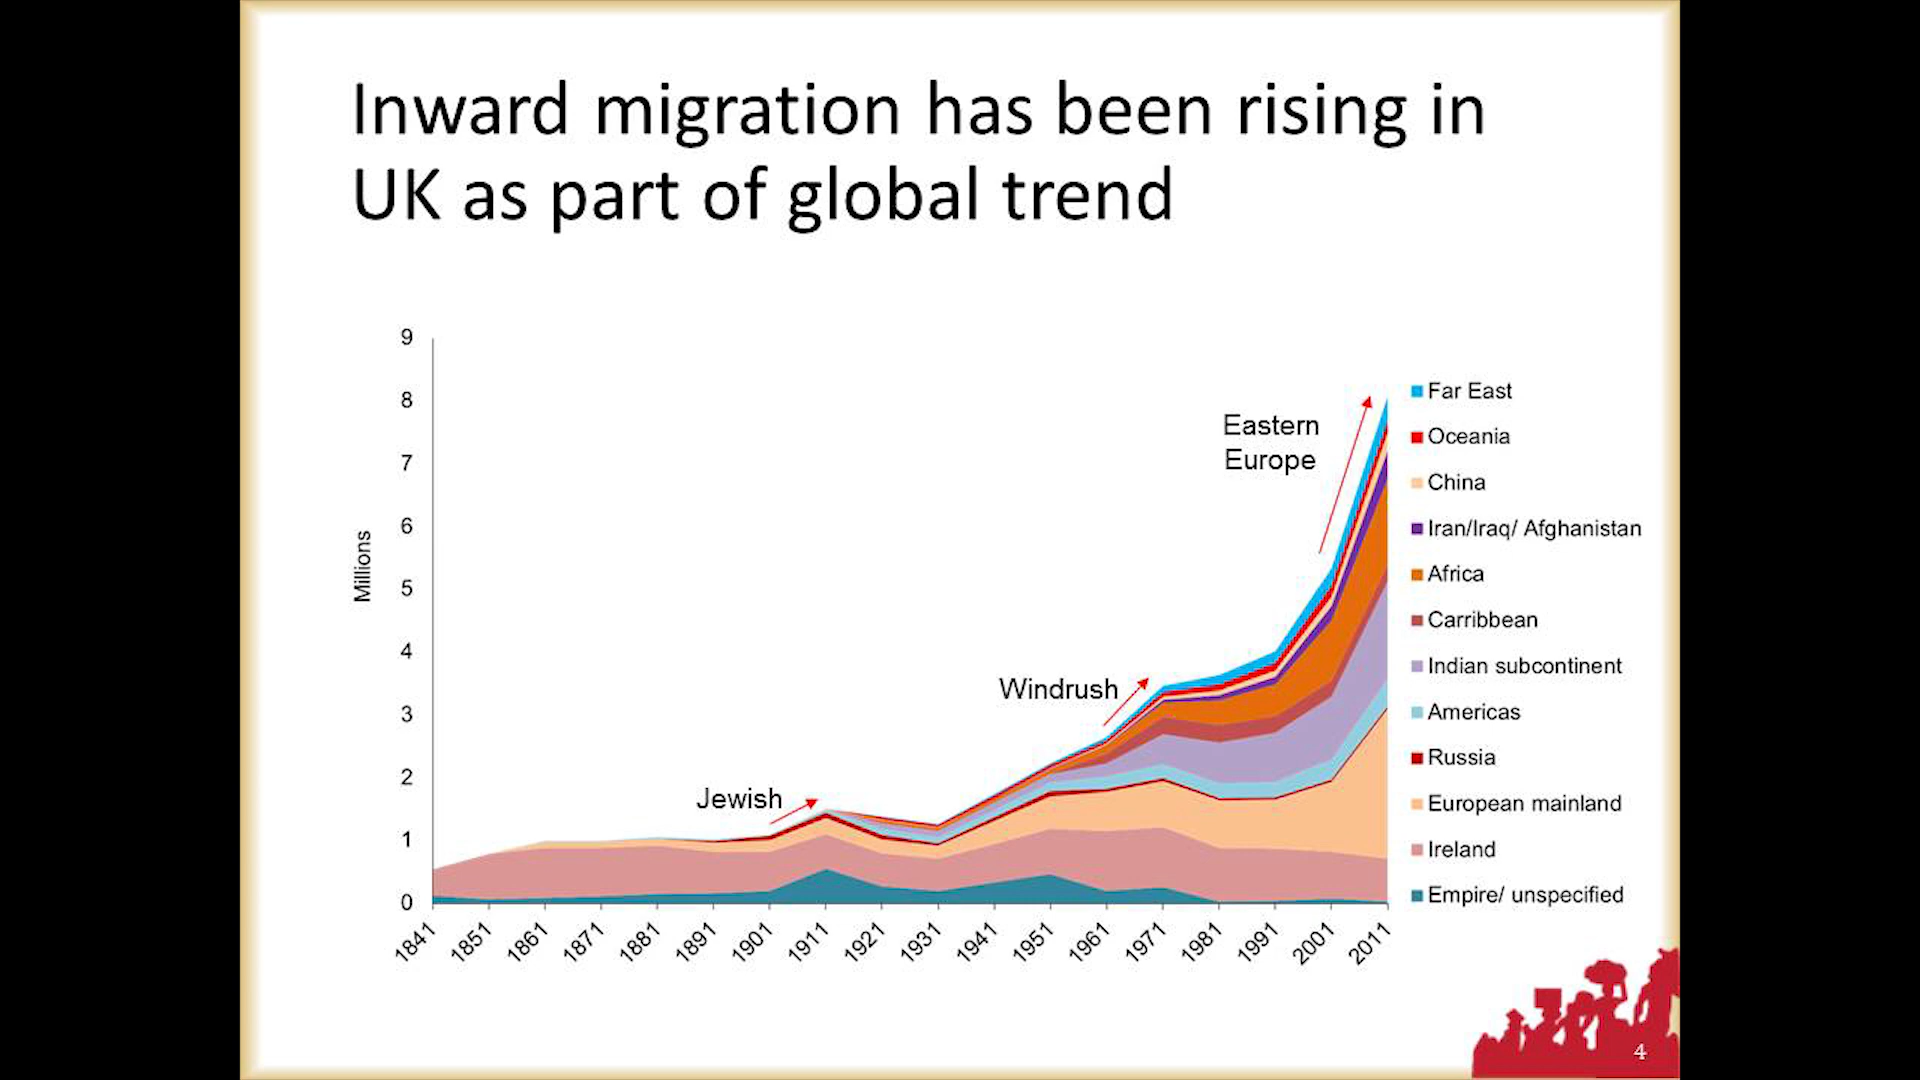 Inward migration has been rising in
UK as part of global trend
9
8
7
6
5
4
3
2
1
0
Millions
Jewish
Windrush
Eastern
Europe
1841
1851
1861
1871
1881
1891
1901
1911
1921
1931
1941
1951
1961
1971
1981
1991
2001
2011
Far East
Oceania
China
Iran/Iraq/ Afghanistan
Africa
Carribbean
Indian subcontinent
Americas
Russia
European mainland
Ireland
Empire/ unspecified
4